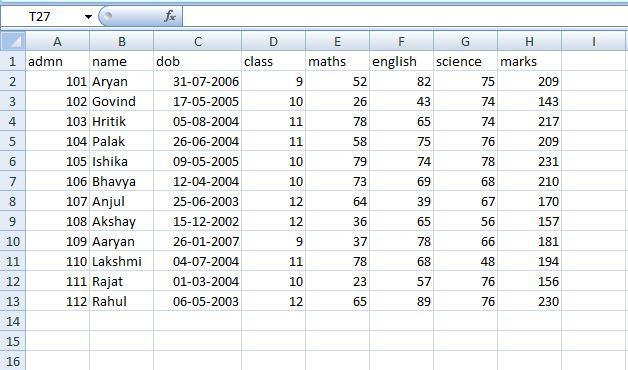 T27 fx
A B C D E F G H I
1 admn name dob class maths english science marks
2 101 Aryan 31-07-2006 9 52 82 75 209
3 102 Govind 17-05-2005 10 26 43 74 143
4 103 Hritik 05-08-2004 11 78 65 74 217
5 104 Palak 26-06-2004 11 58 75 76 209
6 105 Ishika 09-05-2005 10 79 74 78 231
7 106 Bhavya 12-04-2004 10 73 69 68 210
8 107 Anjul 25-06-2003 12 64 39 67 170
9 108 Akshay 15-12-2002 12 36 65 56 157
10 109 Aaryan 26-01-2007 9 37 78 66 181
11 110 Lakshmi 04-07-2004 11 78 68 48 194
12 111 Rajat 01-03-2004 10 23 57 76 156
13 112 Rahul 06-05-2003 12 65 89 76 230
14
15
16